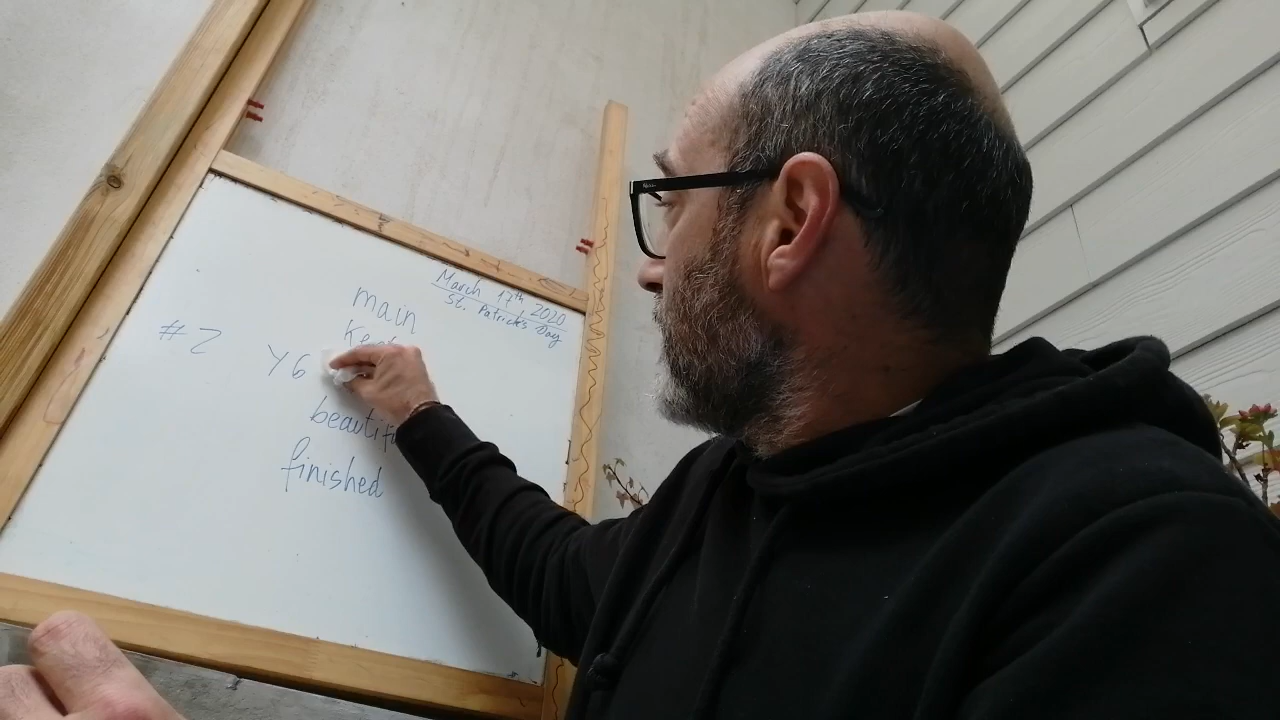 March 17th 2020
St. Patrick's Day
main
#2
Y6
finished